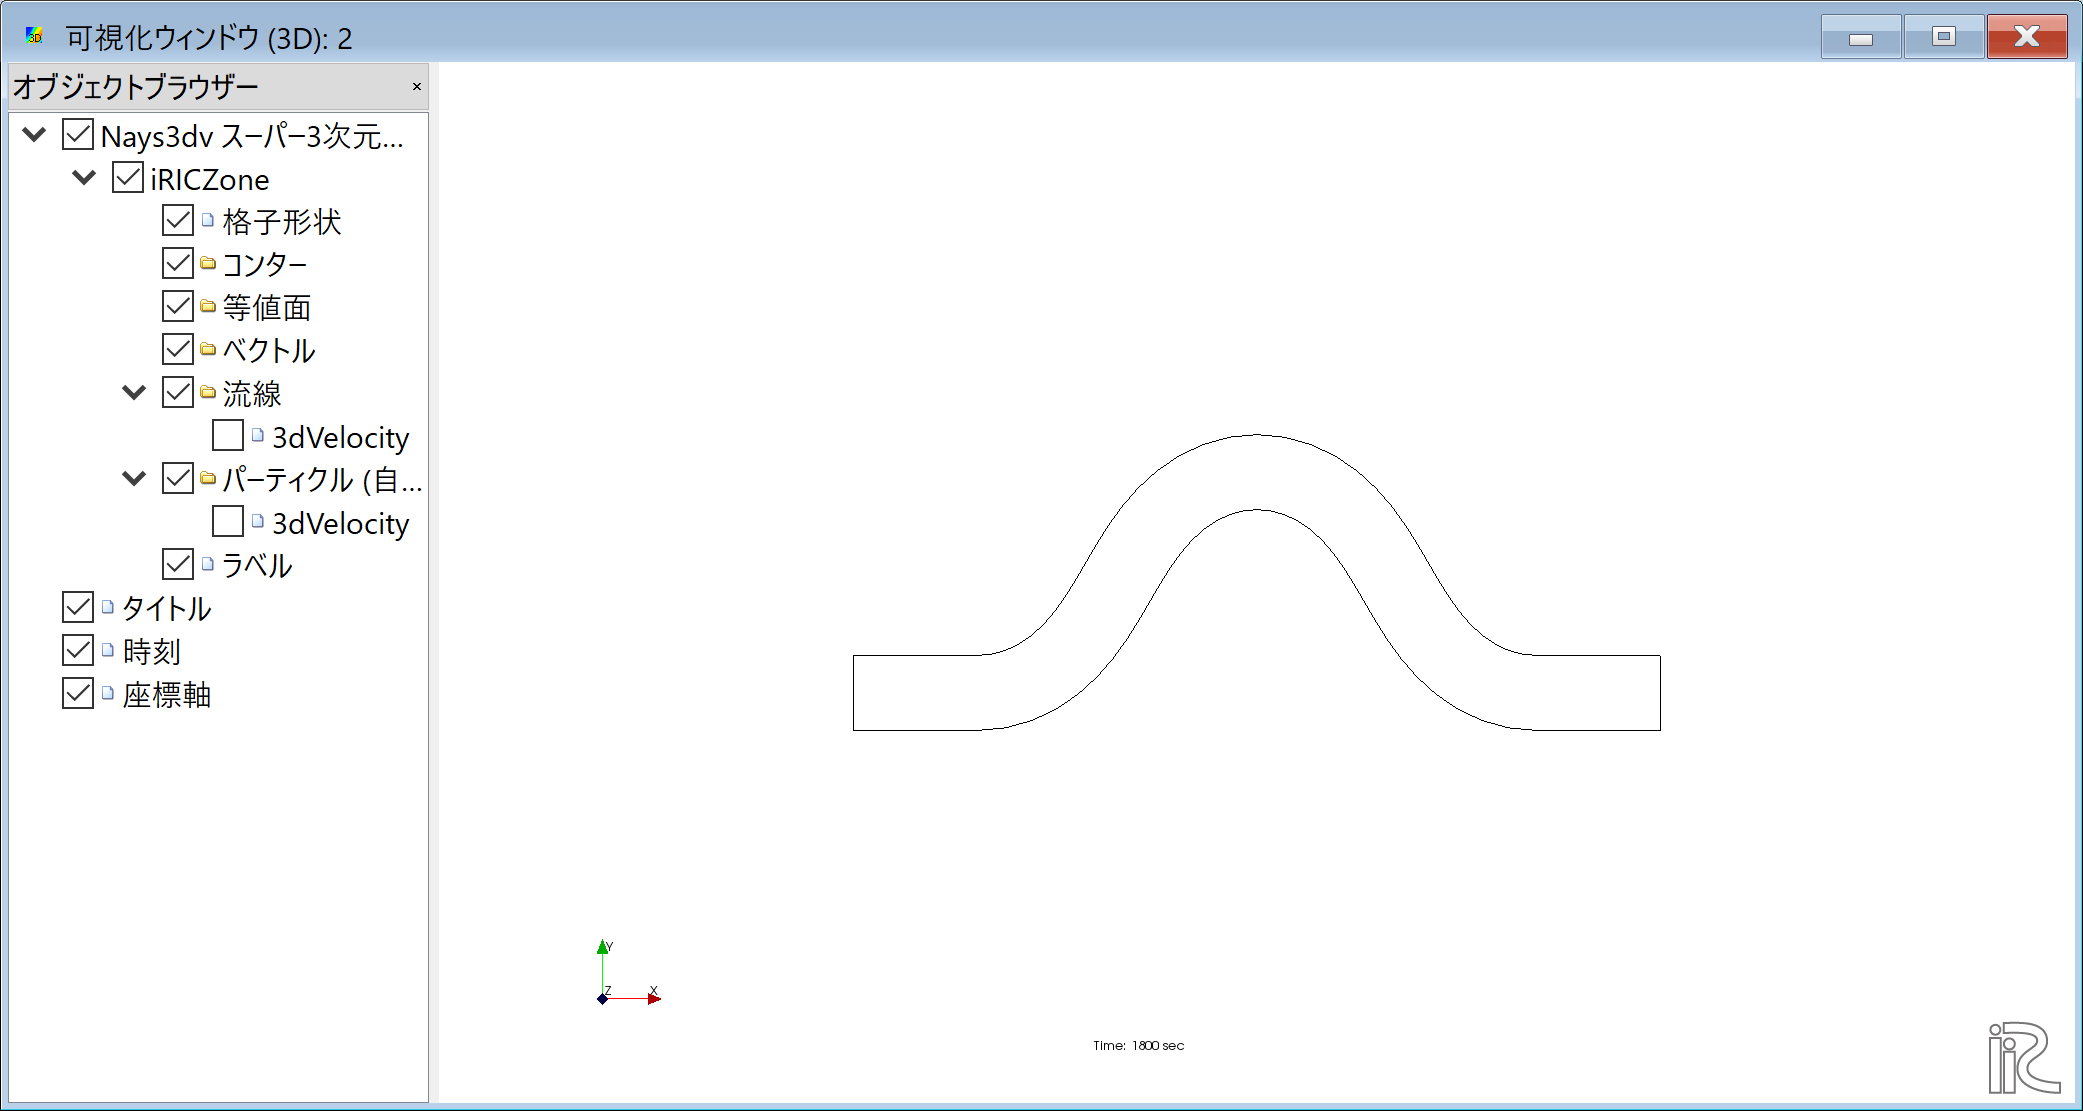 可視化ウィンドウ (3D): 2
オブジェクトブラウザー
Nays3dv スーパー3次元...
iRICZone
格子形状
コンター
等値面
ベクトル
流線
3dVelocity
パーティクル (自...
3dVelocity
ラベル
タイトル
時刻
座標軸
3D
Y
Z
X
Time: 1800 sec
iRIC